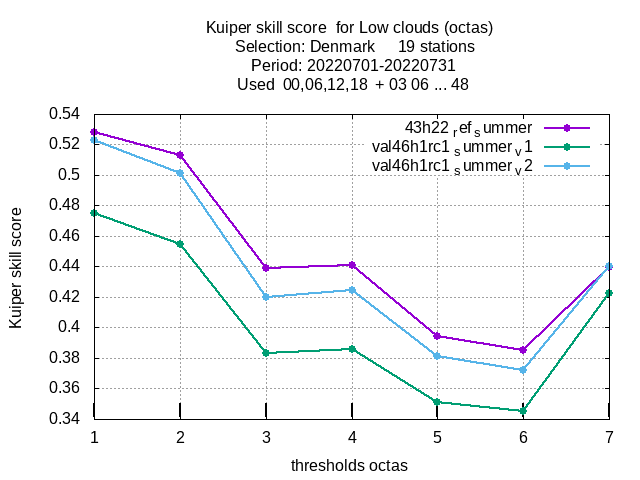 Kuiper skill score  for Low clouds (octas)
Selection: Denmark     19 stations
Period: 20220701-20220731
Used  00,06,12,18  + 03 06 ... 48
0.54
0.52
0.5
0.48
0.46
0.44
0.42
0.4
0.38
0.36
0.34
Kuiper skill score
43h22 ref summer
val46h1rc1 summer v1
val46h1rc1 summer v2
1 2 3 4 5 6 7
thresholds octas